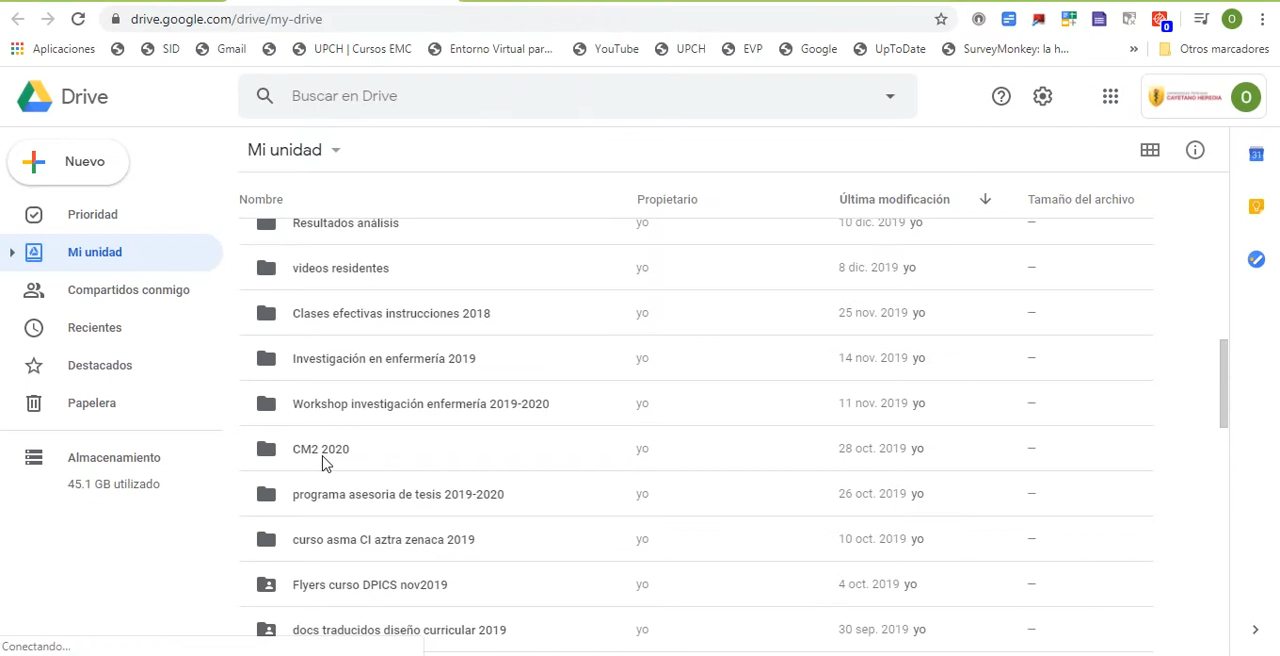 drive.google.com/drive/my-drive
0
O
Aplicaciones SID Gmail UPCH | Cursos EMC Entorno Virtual par... YouTube UPCH EVP Google UpToDate SurveyMonkey: la h... » Otros marcadores
Drive
Buscar en Drive
CAYETANO HEREDIA
O
Nuevo
Mi unidad
31
Nombre Propietario Última modificación Tamaño del archivo
Prioridad
Mi unidad
Compartidos conmigo
Recientes
Destacados
Papelera
Almacenamiento
45.1 GB utilizado
Resultados análisis yo 10 dic. 2019 yo —
videos residentes yo 8 dic. 2019 yo —
Clases efectivas instrucciones 2018 yo 25 nov. 2019 yo —
Investigación en enfermería 2019 yo 14 nov. 2019 yo —
Workshop investigación enfermería 2019-2020 yo 11 nov. 2019 yo —
CM2 2020 yo 28 oct. 2019 yo —
programa asesoria de tesis 2019-2020 yo 26 oct. 2019 yo —
curso asma CI aztra zenaca 2019 yo 10 oct. 2019 yo —
Flyers curso DPICS nov2019 yo 4 oct. 2019 yo —
docs traducidos diseño curricular 2019 yo 30 sep. 2019 yo —
Conectando...